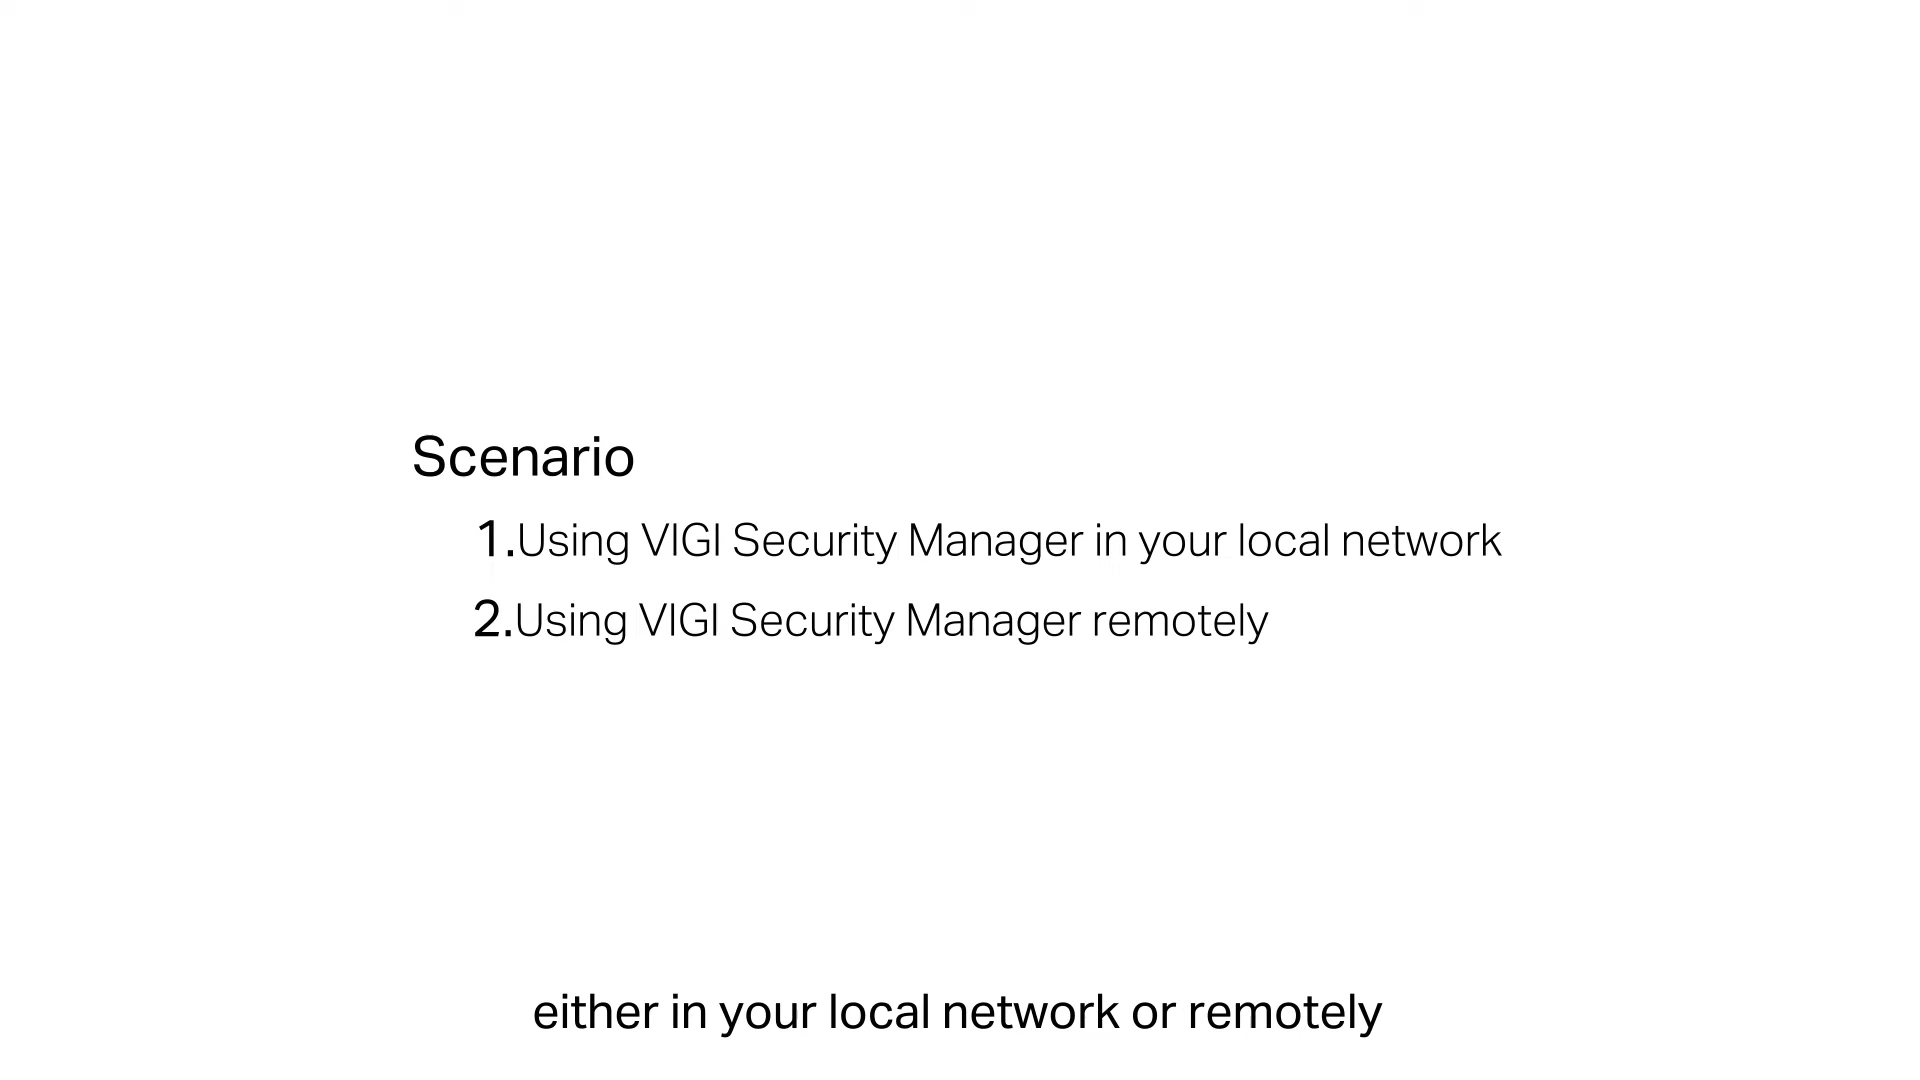 Scenario
1.Using VIGI Security Manager in your local network
2.Using VIGI Security Manager remotely
either in your local network or remotely